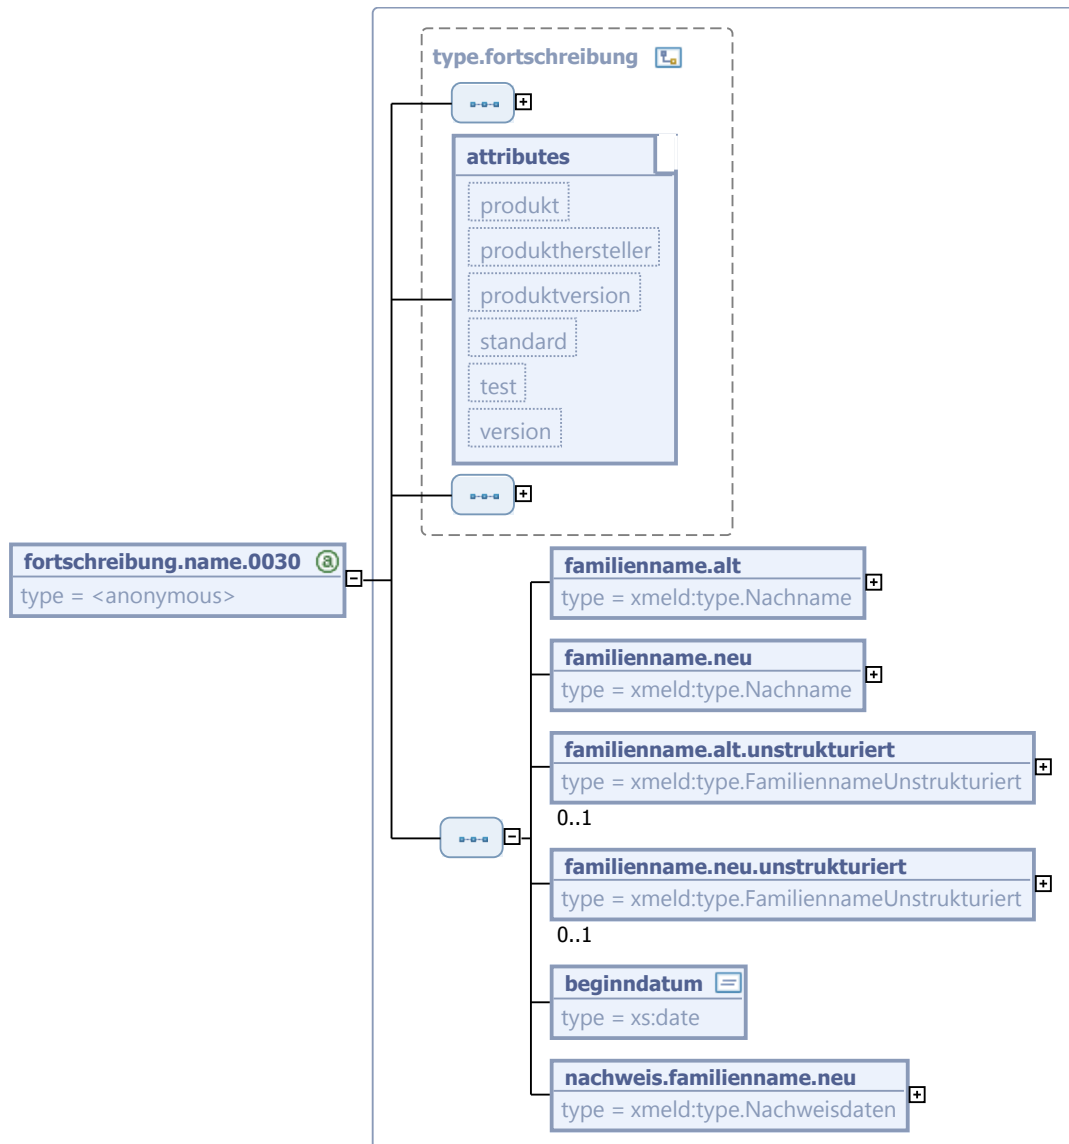 type.fortschreibung
attributes
produkt
produkthersteller
produktversion
standard
test
version
fortschreibung.name.0030 a
type = <anonymous>
familienname.alt
type = xmeld:type.Nachname
familienname.neu
type = xmeld:type.Nachname
familienname.alt.unstrukturiert
type = xmeld:type.FamiliennameUnstrukturiert
0..1
familienname.neu.unstrukturiert
type = xmeld:type.FamiliennameUnstrukturiert
0..1
beginndatum
type = xs:date
nachweis.familienname.neu
type = xmeld:type.Nachweisdaten